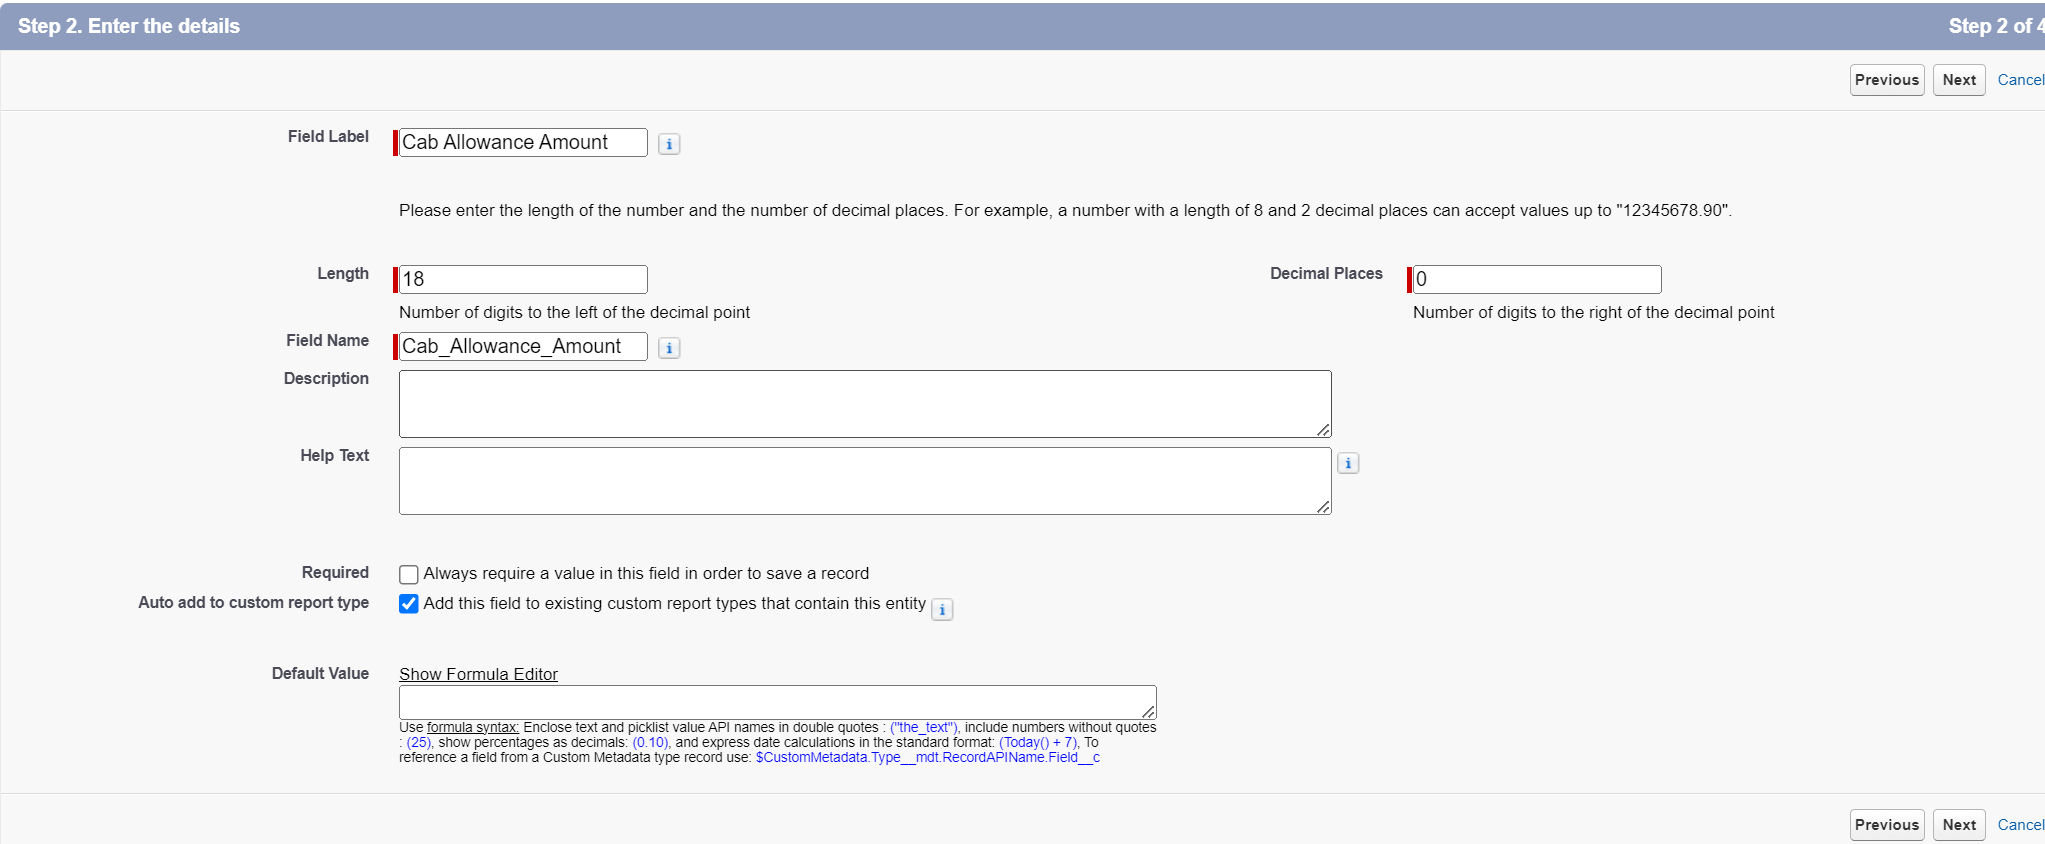 Step 2. Enter the details
Step 2 of 4
Previous
Next
Cancel
Field Label
Cab Allowance Amount
Please enter the length of the number and the number of decimal places. For example, a number with a length of 8 and 2 decimal places can accept values up to "12345678.90".
Length
18
Decimal Places
0
Number of digits to the left of the decimal point
Number of digits to the right of the decimal point
Field Name
Cab_Allowance_Amount
Description
Help Text
Required
Always require a value in this field in order to save a record
Auto add to custom report type
Add this field to existing custom report types that contain this entity
Default Value
Show Formula Editor
Use formula syntax: Enclose text and picklist value API names in double quotes : ("the_text"), include numbers without quotes
: (25), show percentages as decimals: (0.10), and express date calculations in the standard format: (Today() + 7), To
reference a field from a Custom Metadata type record use: $CustomMetadata.Type__mdt.RecordAPIName.Field__c
Previous
Next
Cancel